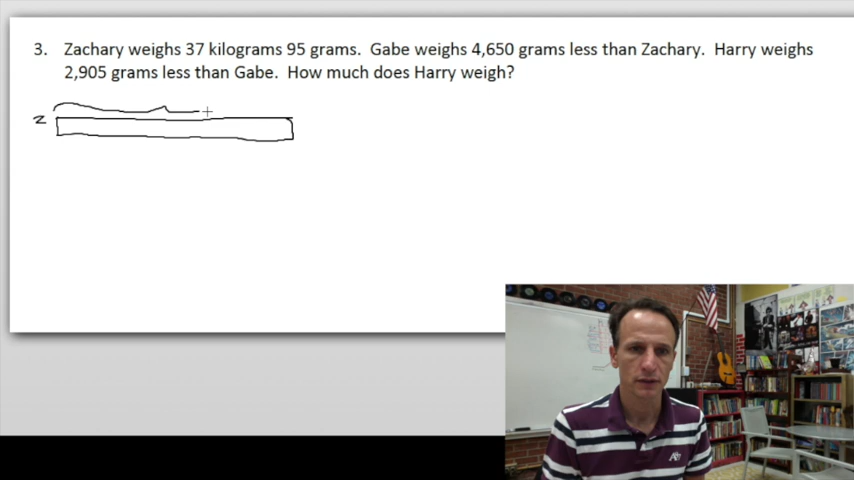 3. Zachary weighs 37 kilograms 95 grams. Gabe weighs 4,650 grams less than Zachary. Harry weighs
2,905 grams less than Gabe. How much does Harry weigh?
Z